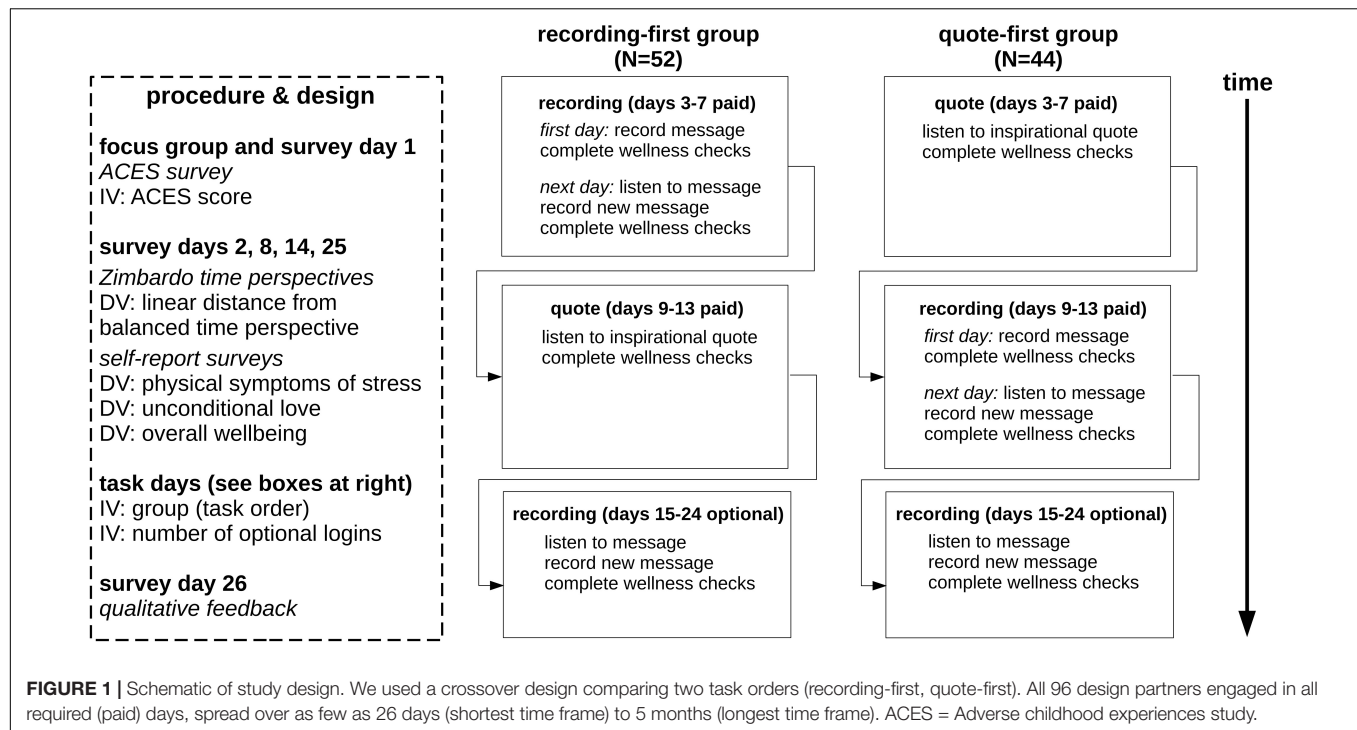 procedure & design
focus group and survey day 1
ACES survey
IV: ACES score
survey days 2, 8, 14, 25
Zimbardo time perspectives
DV: linear distance from
balanced time perspective
self-report surveys
DV: physical symptoms of stress
DV: unconditional love
DV: overall wellbeing
task days (see boxes at right)
IV: group (task order)
IV: number of optional logins
survey day 26
qualitative feedback
recording-first group
(N=52)
recording (days 3-7 paid)
first day: record message
complete wellness checks
next day: listen to message
record new message
complete wellness checks
quote (days 9-13 paid)
listen to inspirational quote
complete wellness checks
recording (days 15-24 optional)
listen to message
record new message
complete wellness checks
quote-first group
(N=44)
quote (days 3-7 paid)
listen to inspirational quote
complete wellness checks
recording (days 9-13 paid)
first day: record message
complete wellness checks
next day: listen to message
record new message
complete wellness checks
recording (days 15-24 optional)
listen to message
record new message
complete wellness checks
time
FIGURE 1 | Schematic of study design. We used a crossover design comparing two task orders (recording-first, quote-first). All 96 design partners engaged in all
required (paid) days, spread over as few as 26 days (shortest time frame) to 5 months (longest time frame). ACES = Adverse childhood experiences study.